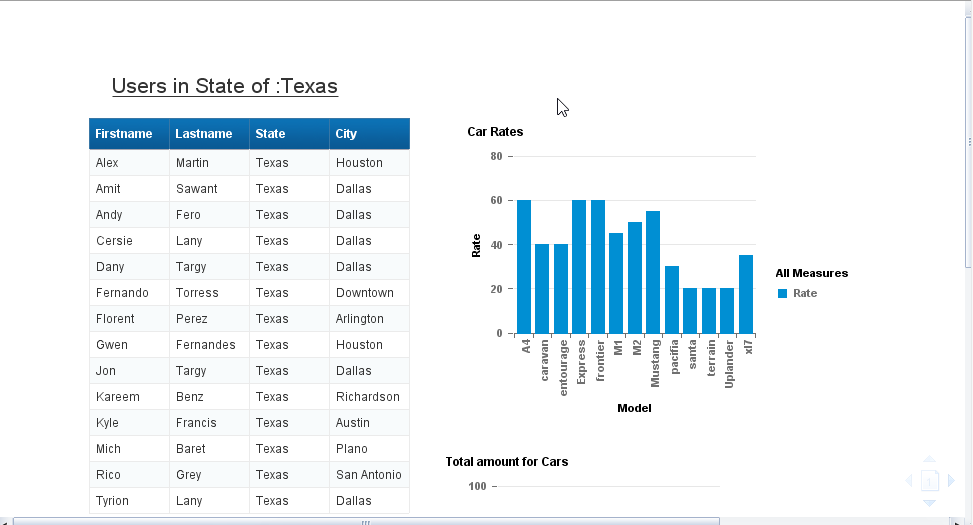 Users in State of :Texas
Firstname Lastname State City
Alex Martin Texas Houston
Amit Sawant Texas Dallas
Andy Fero Texas Dallas
Cersie Lany Texas Dallas
Dany Targy Texas Dallas
Fernando Torress Texas Downtown
Florent Perez Texas Arlington
Gwen Fernandes Texas Houston
Jon Targy Texas Dallas
Kareem Benz Texas Richardson
Kyle Francis Texas Austin
Mich Baret Texas Plano
Rico Grey Texas San Antonio
Tyrion Lany Texas Dallas
Car Rates
80
60
40
20
0
Rate
A4
caravan
entourage
Express
frontier
M1
M2
Mustang
pacifia
santa
terrain
Uplander
xl7
Model
All Measures
Rate
Total amount for Cars
100